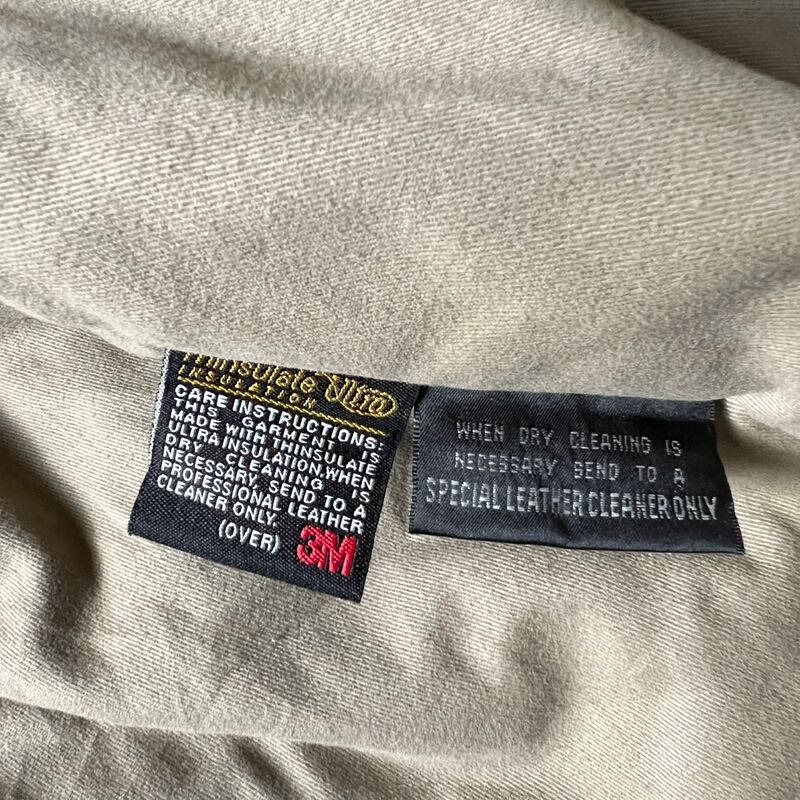 Thinsulate Ultra
INSULATION
CARE INSTRUCTIONS:
THIS GARMENT IS
MADE WITH THINSULATE
ULTRA INSULATION, WHEN
DRY CLEANING IS
NECESSARY SEND TO A
PROFESSIONAL LEATHER
CLEANER ONLY.
(OVER) 3M
WHEN DRY CLEANING IS
NECESSARY SEND TO A
SPECIAL LEATHER CLEANER ONLY